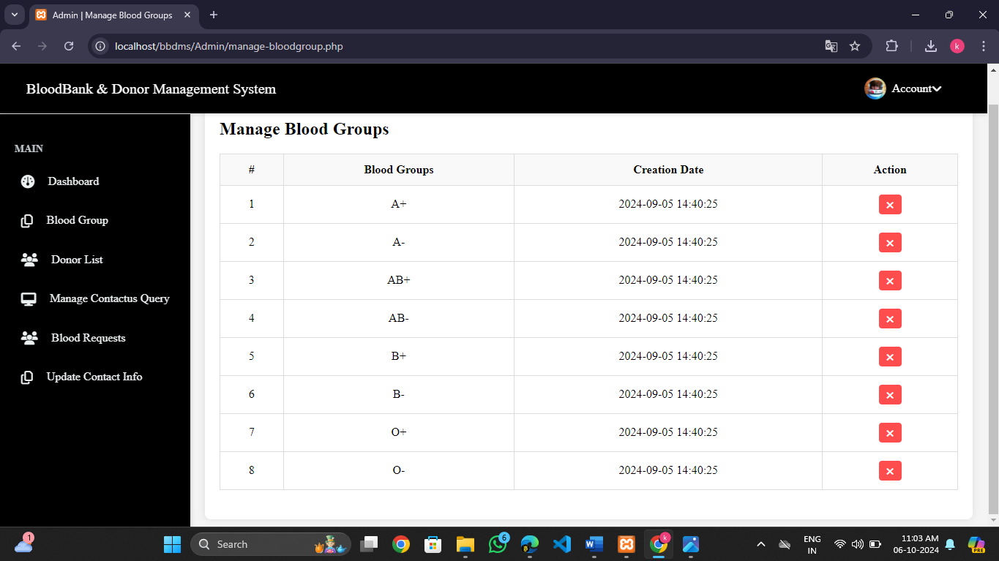 Admin | Manage Blood Groups
localhost/bbdms/Admin/manage-bloodgroup.php
k
BloodBank & Donor Management System
Account
MAIN
Dashboard
Blood Group
Donor List
Manage Contactus Query
Blood Requests
Update Contact Info
Manage Blood Groups
# Blood Groups Creation Date Action
1 A+ 2024-09-05 14:40:25
2 A- 2024-09-05 14:40:25
3 AB+ 2024-09-05 14:40:25
4 AB- 2024-09-05 14:40:25
5 B+ 2024-09-05 14:40:25
6 B- 2024-09-05 14:40:25
7 O+ 2024-09-05 14:40:25
8 O- 2024-09-05 14:40:25
1
Search
6
k
ENG
IN
11:03 AM
06-10-2024
PRE